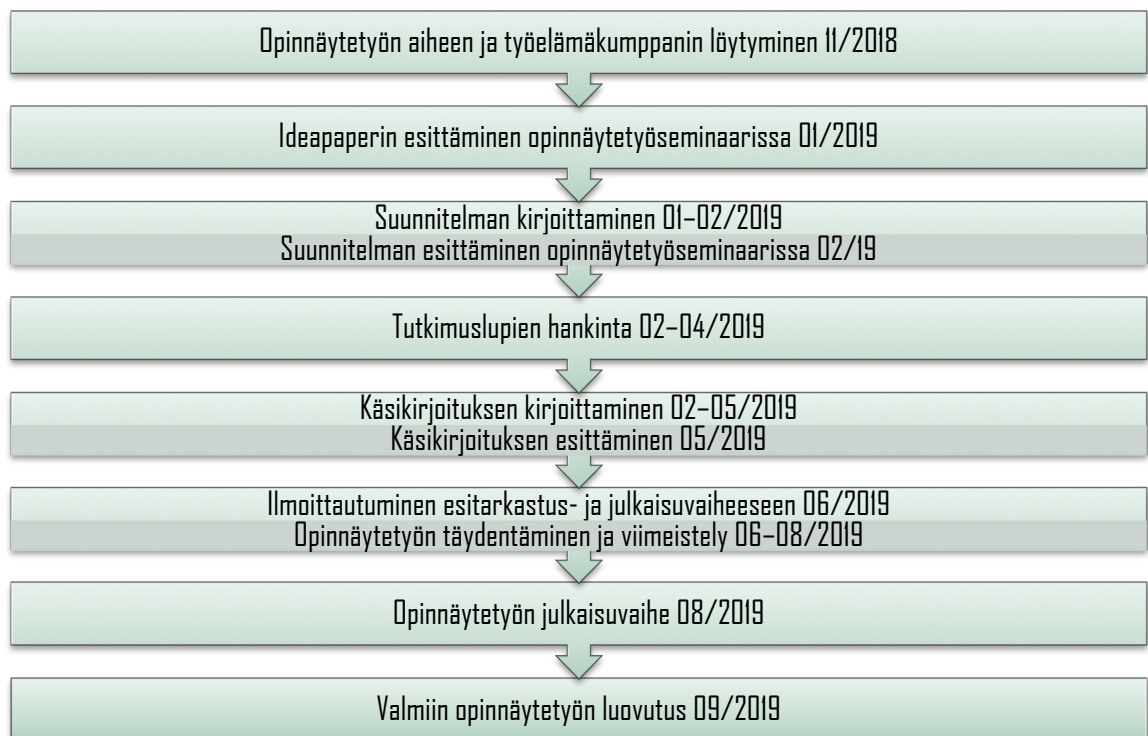 Opinnäytetyön aiheen ja työelämäkumppanin löytyminen 11/2018
Ideapaperin esittäminen opinnäytetyöseminaarissa 01/2019
Suunnitelman kirjoittaminen 01–02/2019
Suunnitelman esittäminen opinnäytetyöseminaarissa 02/19
Tutkimuslupien hankinta 02–04/2019
Käsikirjoituksen kirjoittaminen 02–05/2019
Käsikirjoituksen esittäminen 05/2019
Ilmoittautuminen esitarkastus- ja julkaisuvaiheeseen 06/2019
Opinnäytetyön täydentäminen ja viimeistely 06–08/2019
Opinnäytetyön julkaisuvaihe 08/2019
Valmiin opinnäytetyön luovutus 09/2019